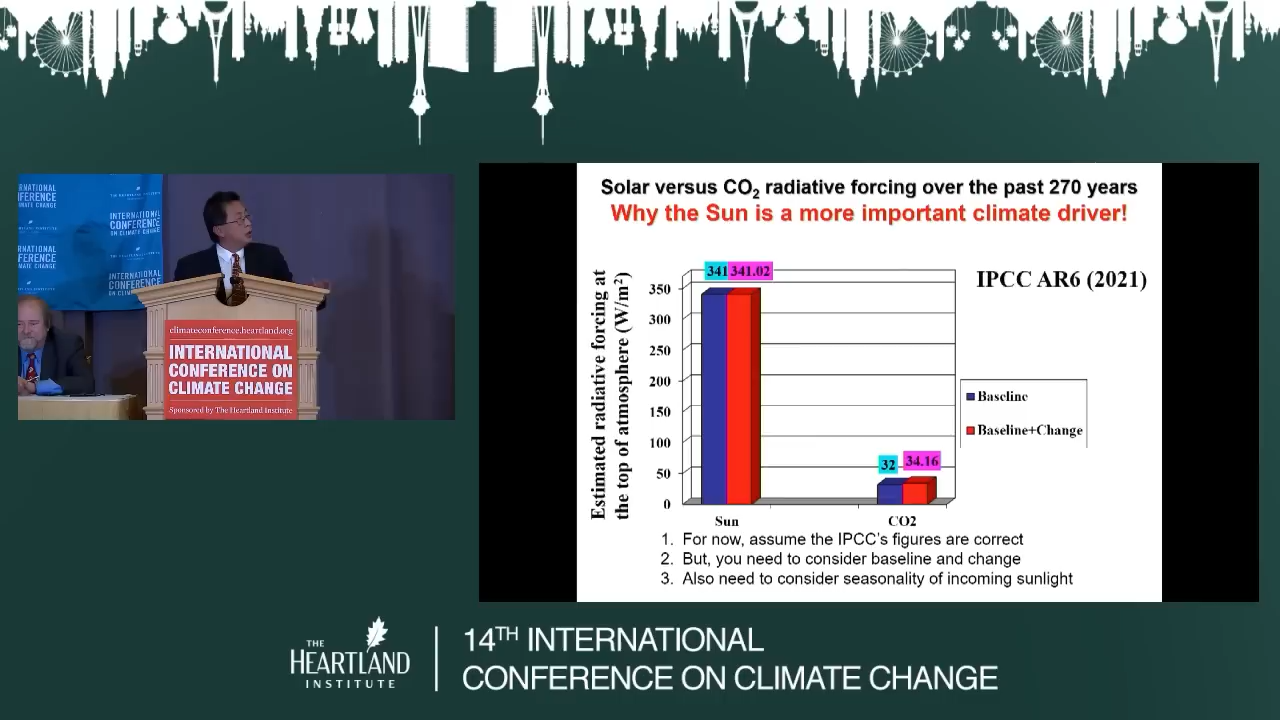 INTERNATIONAL
CONFERENCE
ON CLIMATE CHANGE
climateconference.heartland.org
INTERNATIONAL
CONFERENCE ON
CLIMATE CHANGE
Sponsored by The Heartland Institute
Solar versus CO2 radiative forcing over the past 270 years
Why the Sun is a more important climate driver!
IPCC AR6 (2021)
Estimated radiative forcing at
the top of atmosphere (W/m2)
350
300
250
200
150
100
50
0
341
341.02
32
34.16
Sun
CO2
Baseline
Baseline+Change
1. For now, assume the IPCC's figures are correct
2. But, you need to consider baseline and change
3. Also need to consider seasonality of incoming sunlight
THE
HEARTLAND
INSTITUTE
14TH INTERNATIONAL
CONFERENCE ON CLIMATE CHANGE